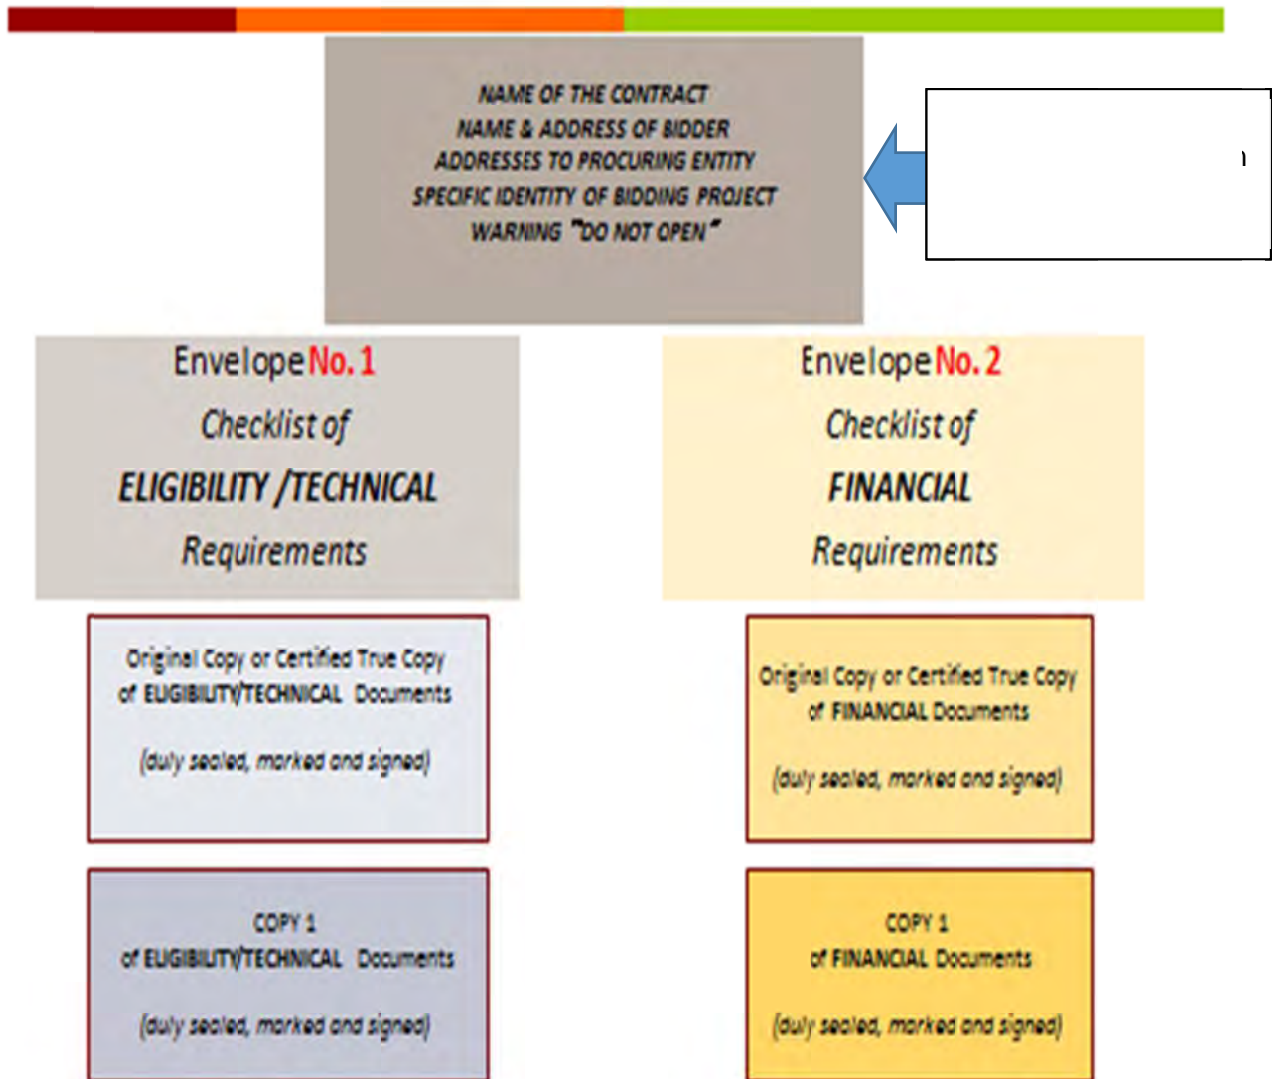 NAME OF THE CONTRACT
NAME & ADDRESS OF BIDDER
ADDRESSES TO PROCURING ENTITY
SPECIFIC IDENTITY OF BIDDING PROJECT
WARNING "DO NOT OPEN"
Envelope No. 1
Checklist of
ELIGIBILITY /TECHNICAL
Requirements
Original Copy or Certified True Copy
of ELIGIBILITY/TECHNICAL Documents
(duly sealed, marked and signed)
COPY 1
of ELIGIBILITY/TECHNICAL Documents
(duly sealed, marked and signed)
Envelope No. 2
Checklist of
FINANCIAL
Requirements
Original Copy or Certified True Copy
of FINANCIAL Documents
(duly sealed, marked and signed)
COPY 1
of FINANCIAL Documents
(duly sealed, marked and signed)